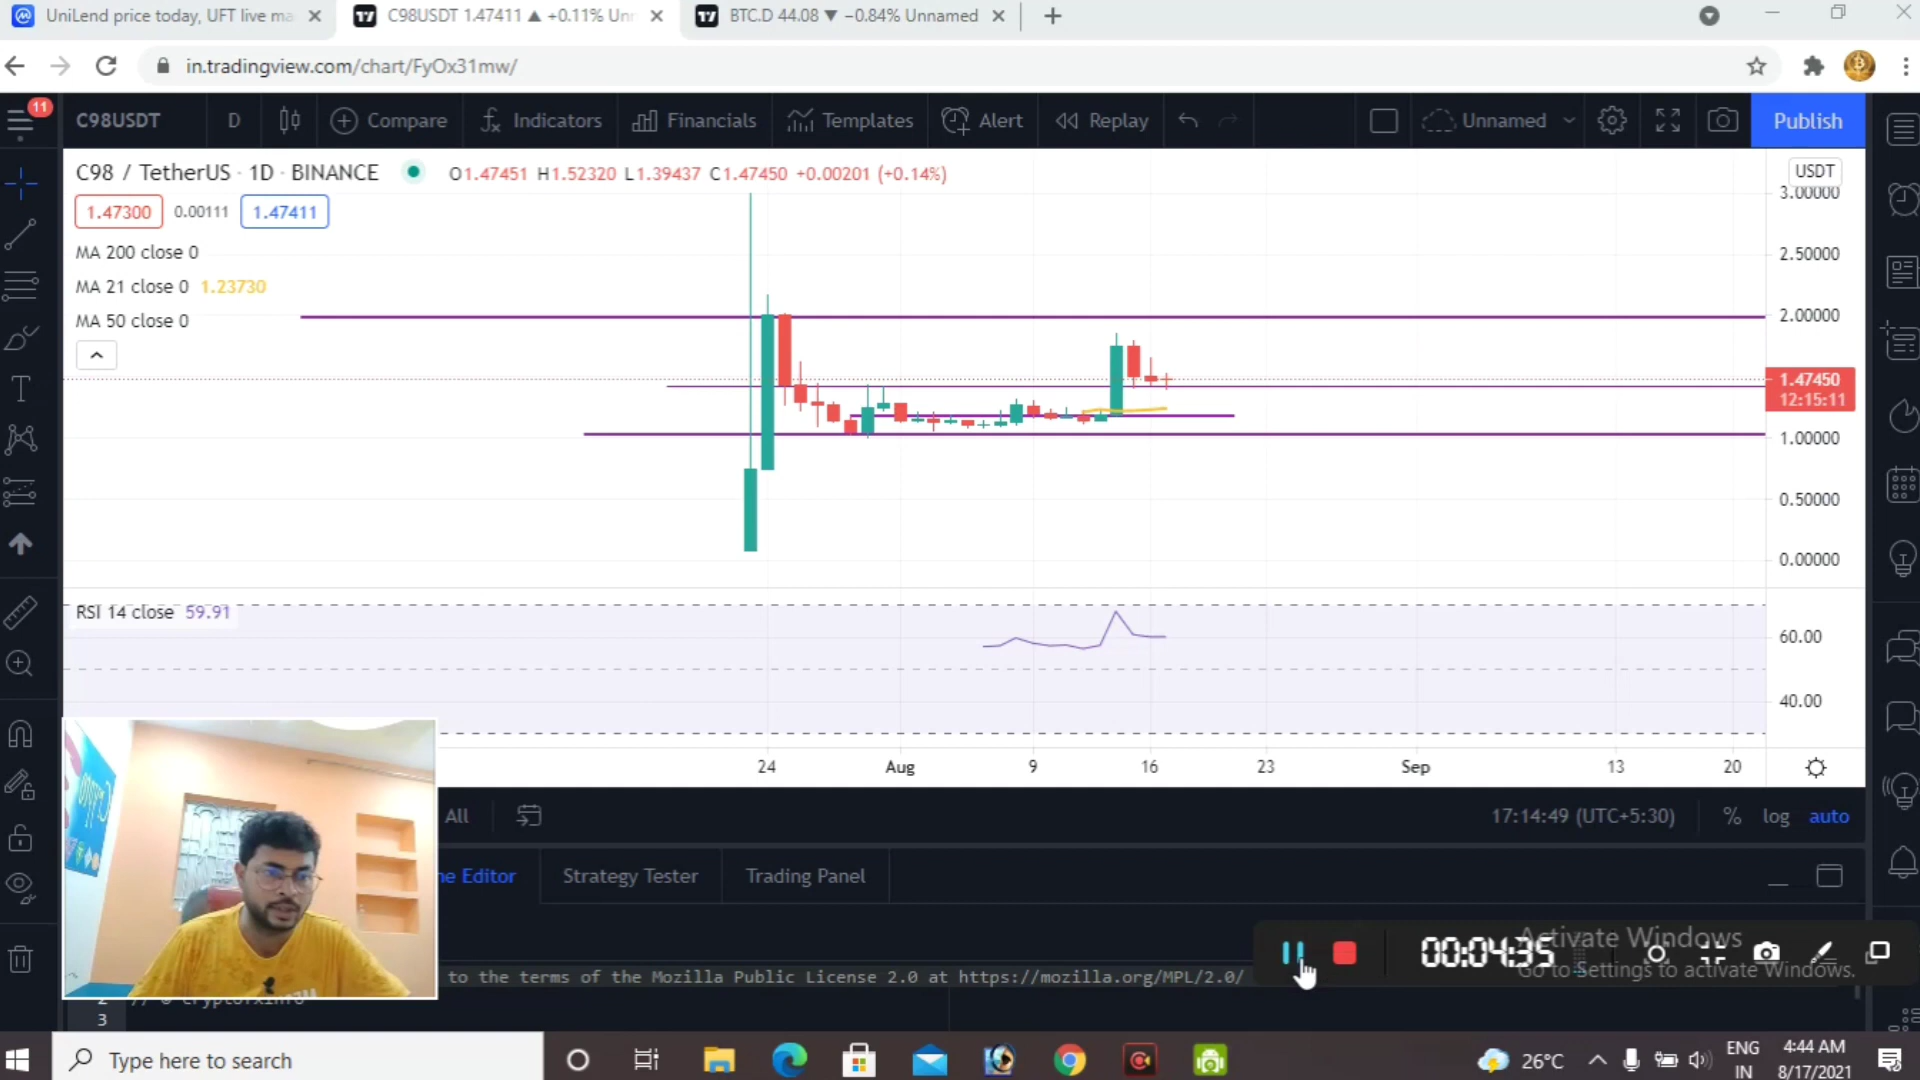 UniLend price today, UFT live ma
C98USDT 1.47411 ▲ +0.11% Unn
BTC.D 44.08 ▼ −0.84% Unnamed
in.tradingview.com/chart/FyOx31mw/
11
C98USDT
D
Compare
Indicators
Financials
Templates
Alert
Replay
Unnamed
Publish
C98 / TetherUS · 1D · BINANCE
O1.47451 H1.52320 L1.39437 C1.47450 +0.00201 (+0.14%)
USDT
1.47300
0.00111
1.47411
MA 200 close 0
MA 21 close 0 1.23730
MA 50 close 0
3.00000
2.50000
2.00000
1.47450
12:15:11
1.00000
0.50000
0.00000
RSI 14 close 59.91
60.00
40.00
24
Aug
9
16
23
Sep
13
20
All
17:14:49 (UTC+5:30)
%
log
auto
ne Editor
Strategy Tester
Trading Panel
00:04:35
Activate Windows
Go to Settings to activate Windows.
to the terms of the Mozilla Public License 2.0 at https://mozilla.org/MPL/2.0/
2
3
Type here to search
26°C
ENG
IN
4:44 AM
8/17/2021